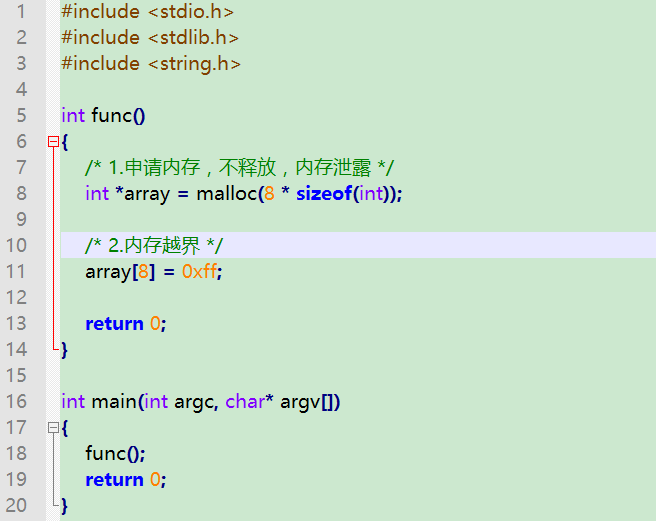 1 #include <stdio.h>
2 #include <stdlib.h>
3 #include <string.h>
4
5 int func()
6 {
7 /* 1.申请内存，不释放，内存泄露 */
8 int *array = malloc(8 * sizeof(int));
9
10 /* 2.内存越界 */
11 array[8] = 0xff;
12
13 return 0;
14 }
15
16 int main(int argc, char* argv[])
17 {
18 func();
19 return 0;
20 }